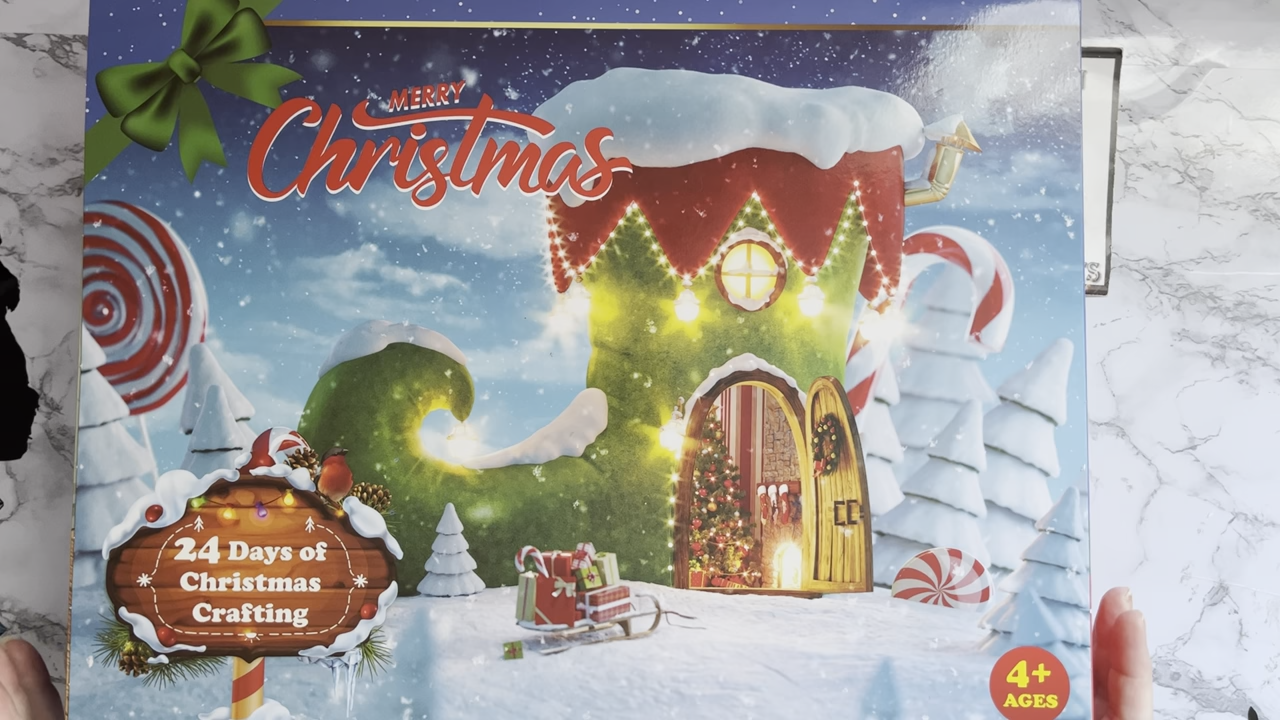 MERRY
Christmas
24 Days of
Christmas
Crafting
4+
AGES